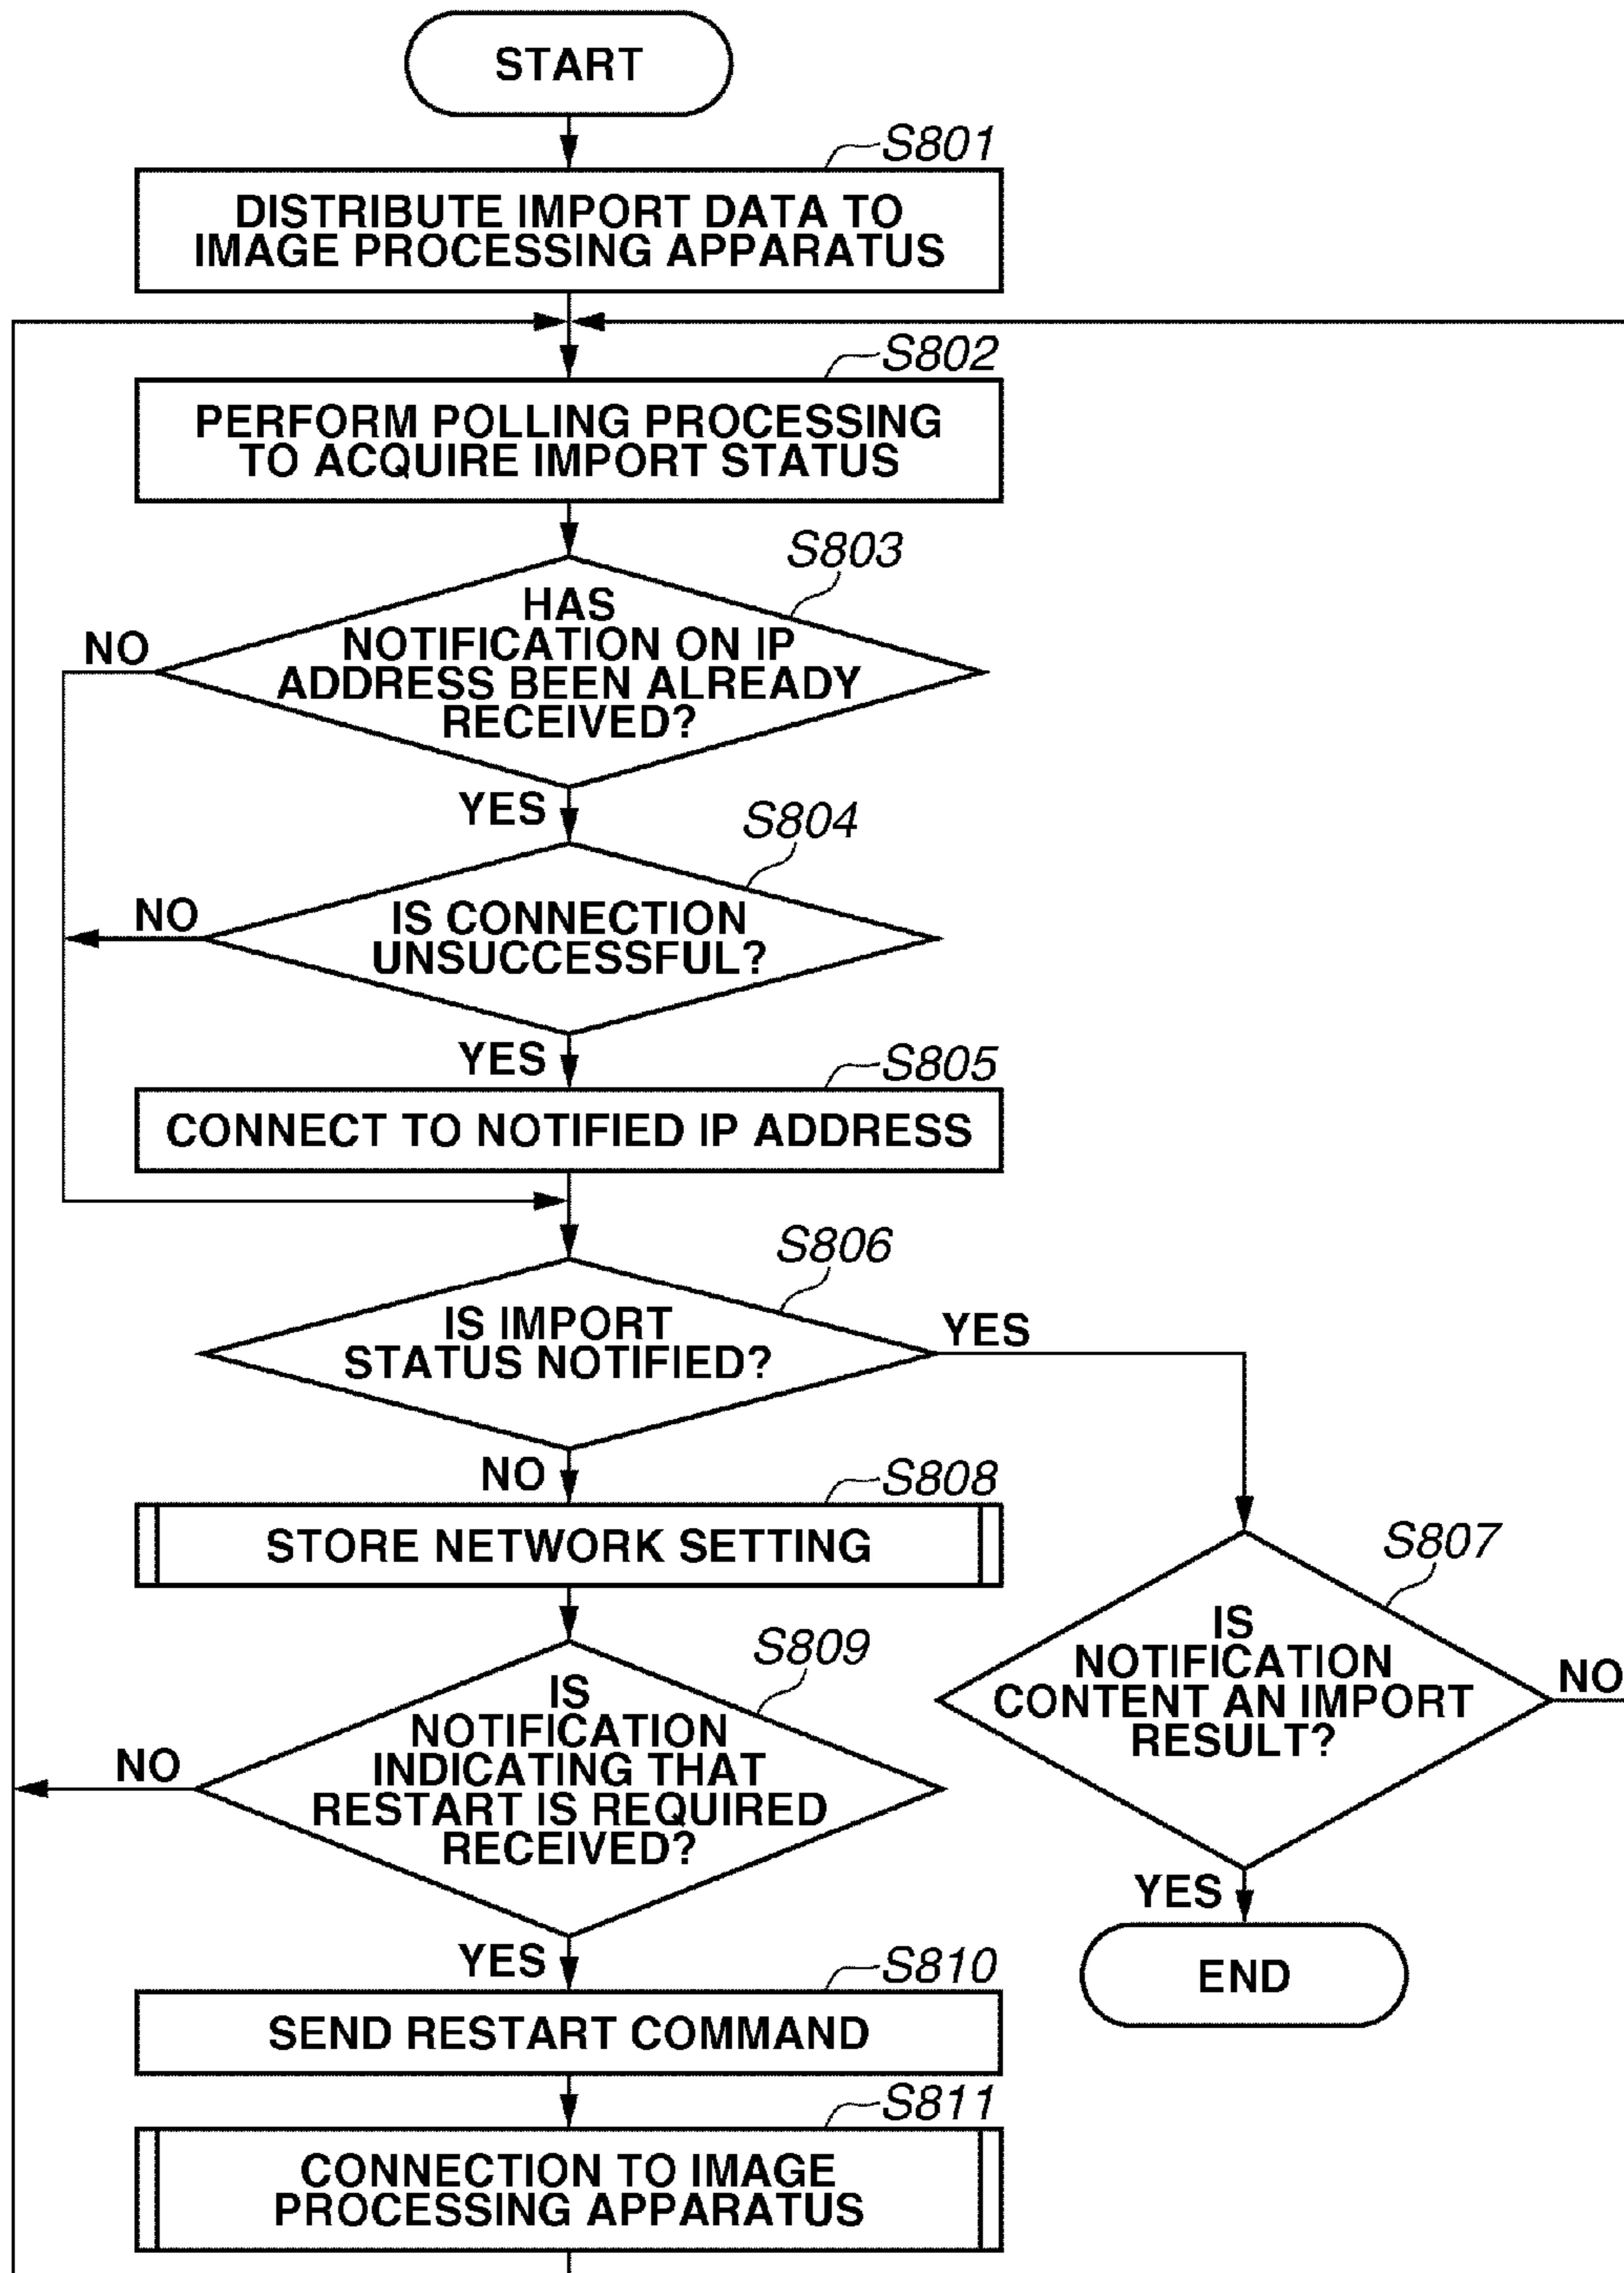 START
S801
DISTRIBUTE IMPORT DATA TO
IMAGE PROCESSING APPARATUS
S802
PERFORM POLLING PROCESSING
TO ACQUIRE IMPORT STATUS
S803
HAS
NOTIFICATION ON IP
ADDRESS BEEN ALREADY
RECEIVED?
NO
YES
S804
IS CONNECTION
UNSUCCESSFUL?
NO
YES
S805
CONNECT TO NOTIFIED IP ADDRESS
S806
IS IMPORT
STATUS NOTIFIED?
YES
NO
S808
STORE NETWORK SETTING
S807
IS
NOTIFICATION
CONTENT AN IMPORT
RESULT?
NO
YES
END
S809
IS
NOTIFICATION
INDICATING THAT
RESTART IS REQUIRED
RECEIVED?
NO
YES
S810
SEND RESTART COMMAND
S811
CONNECTION TO IMAGE
PROCESSING APPARATUS